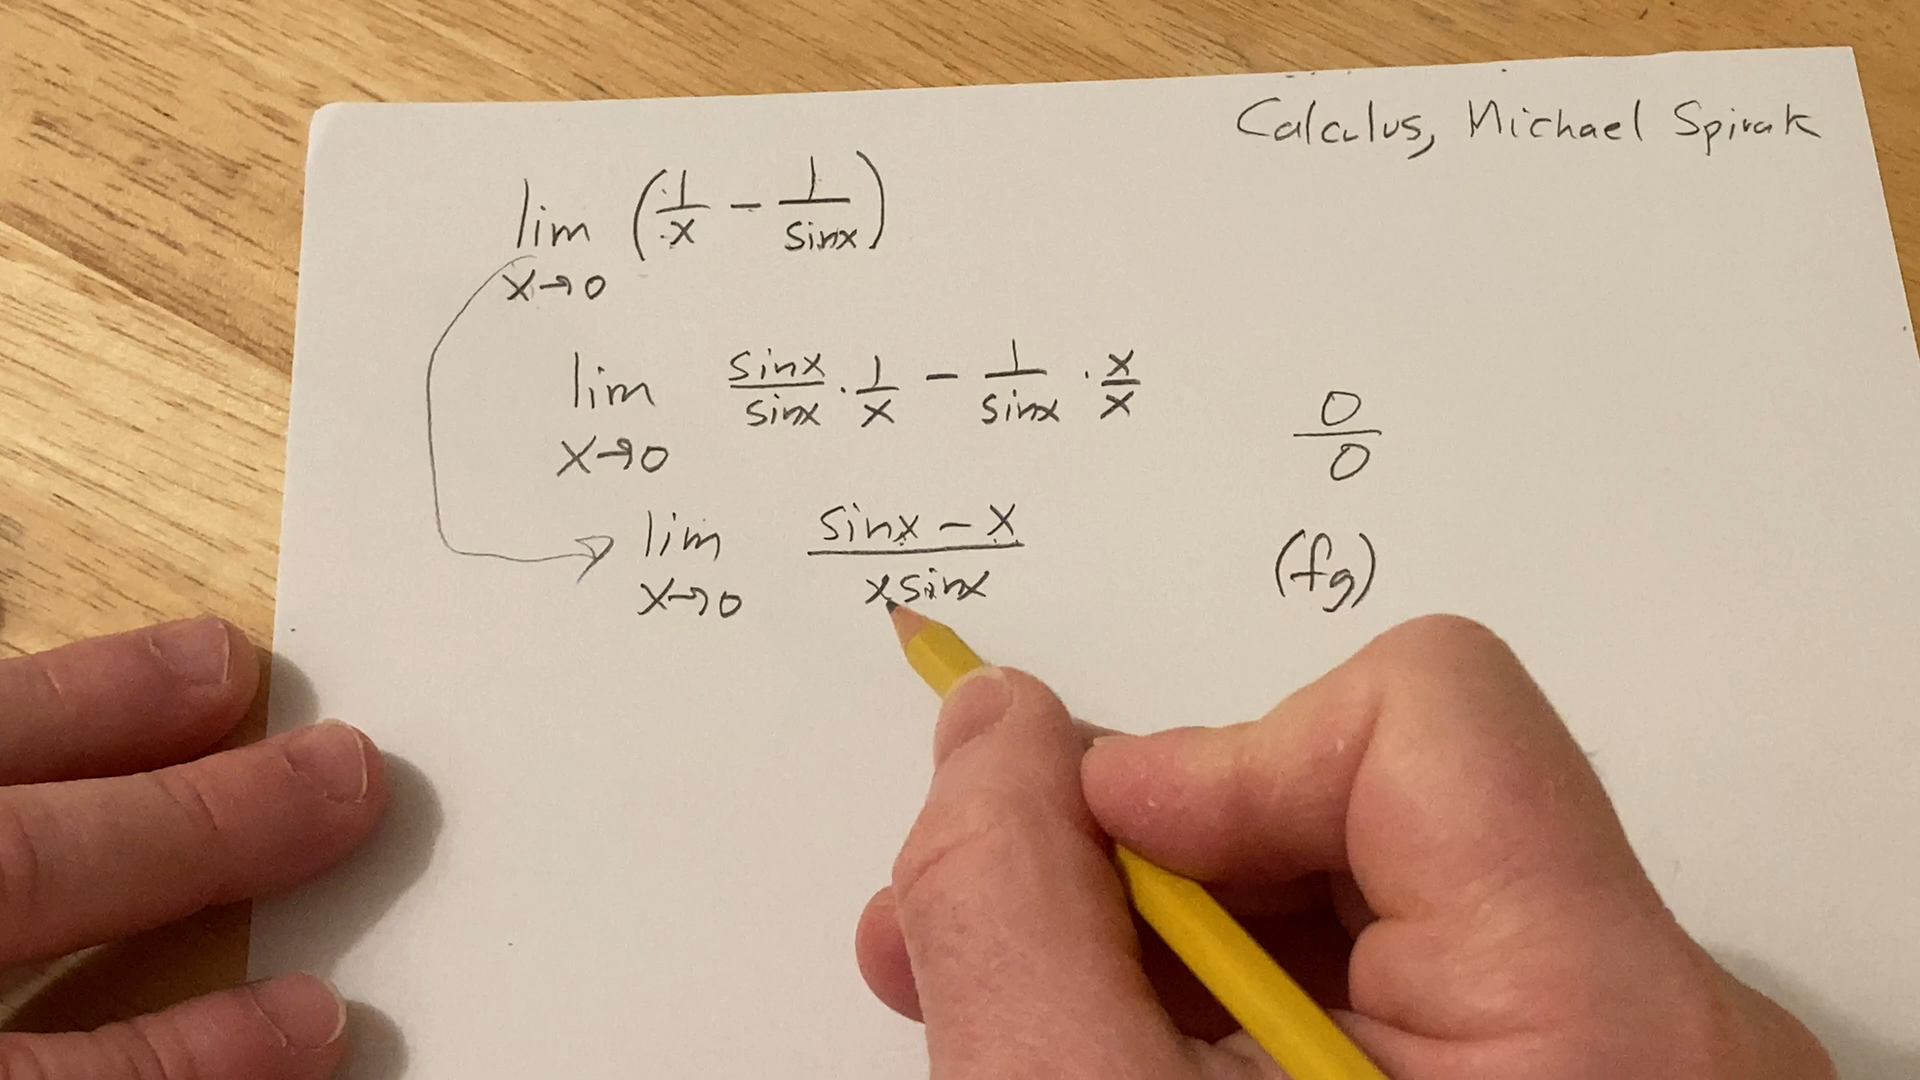 Calculus, Michael Spivak
lim x→0 (1/x - 1/sinx)
lim x→0 sinx/sinx · 1/x - 1/sinx · x/x
0/0
lim x→0 (sinx - x)/(x sinx)
(fg)